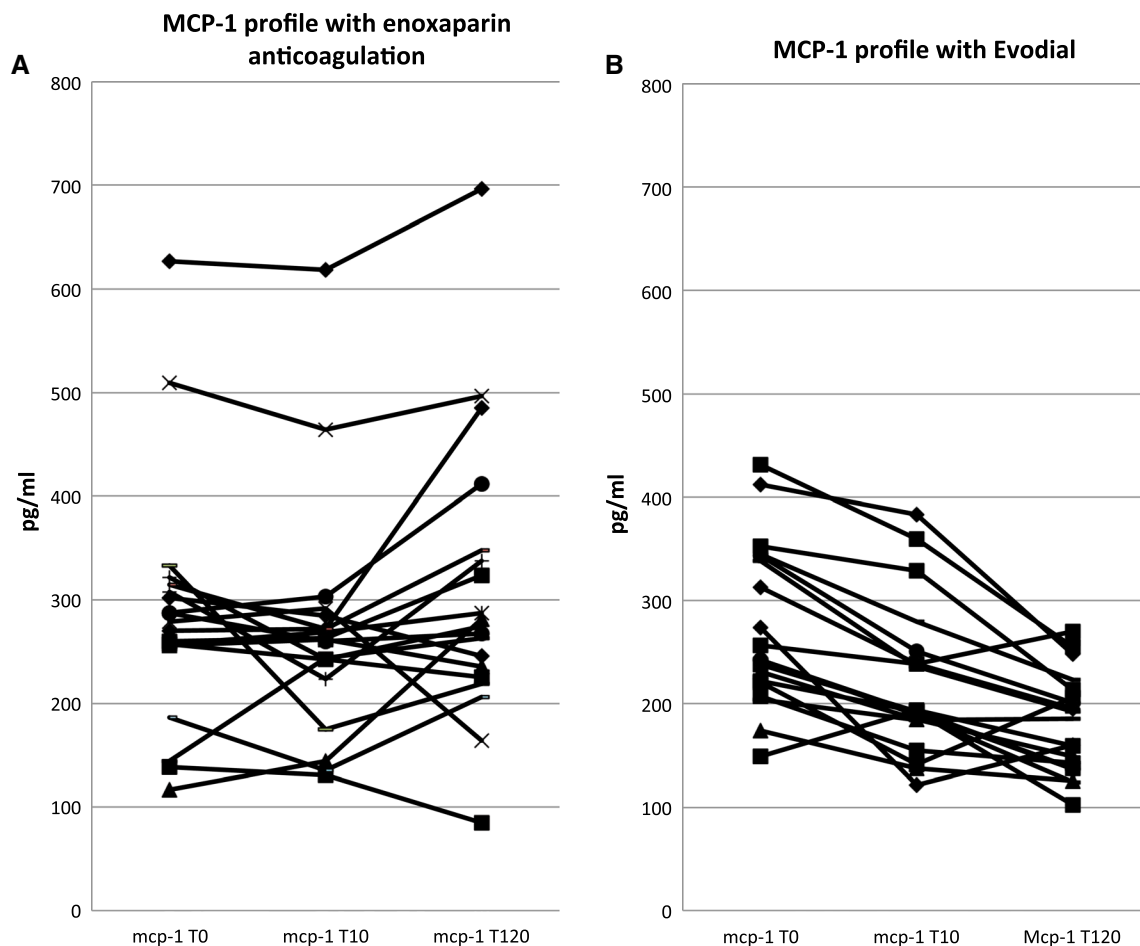 MCP-1 profile with enoxaparin
anticoagulation
A
800
700
600
500
400
300
200
100
0
pg/ml
mcp-1 T0
mcp-1 T10
mcp-1 T120
MCP-1 profile with Evodial
B
800
700
600
500
400
300
200
100
0
pg/ml
mcp-1 T0
mcp-1 T10
Mcp-1 T120